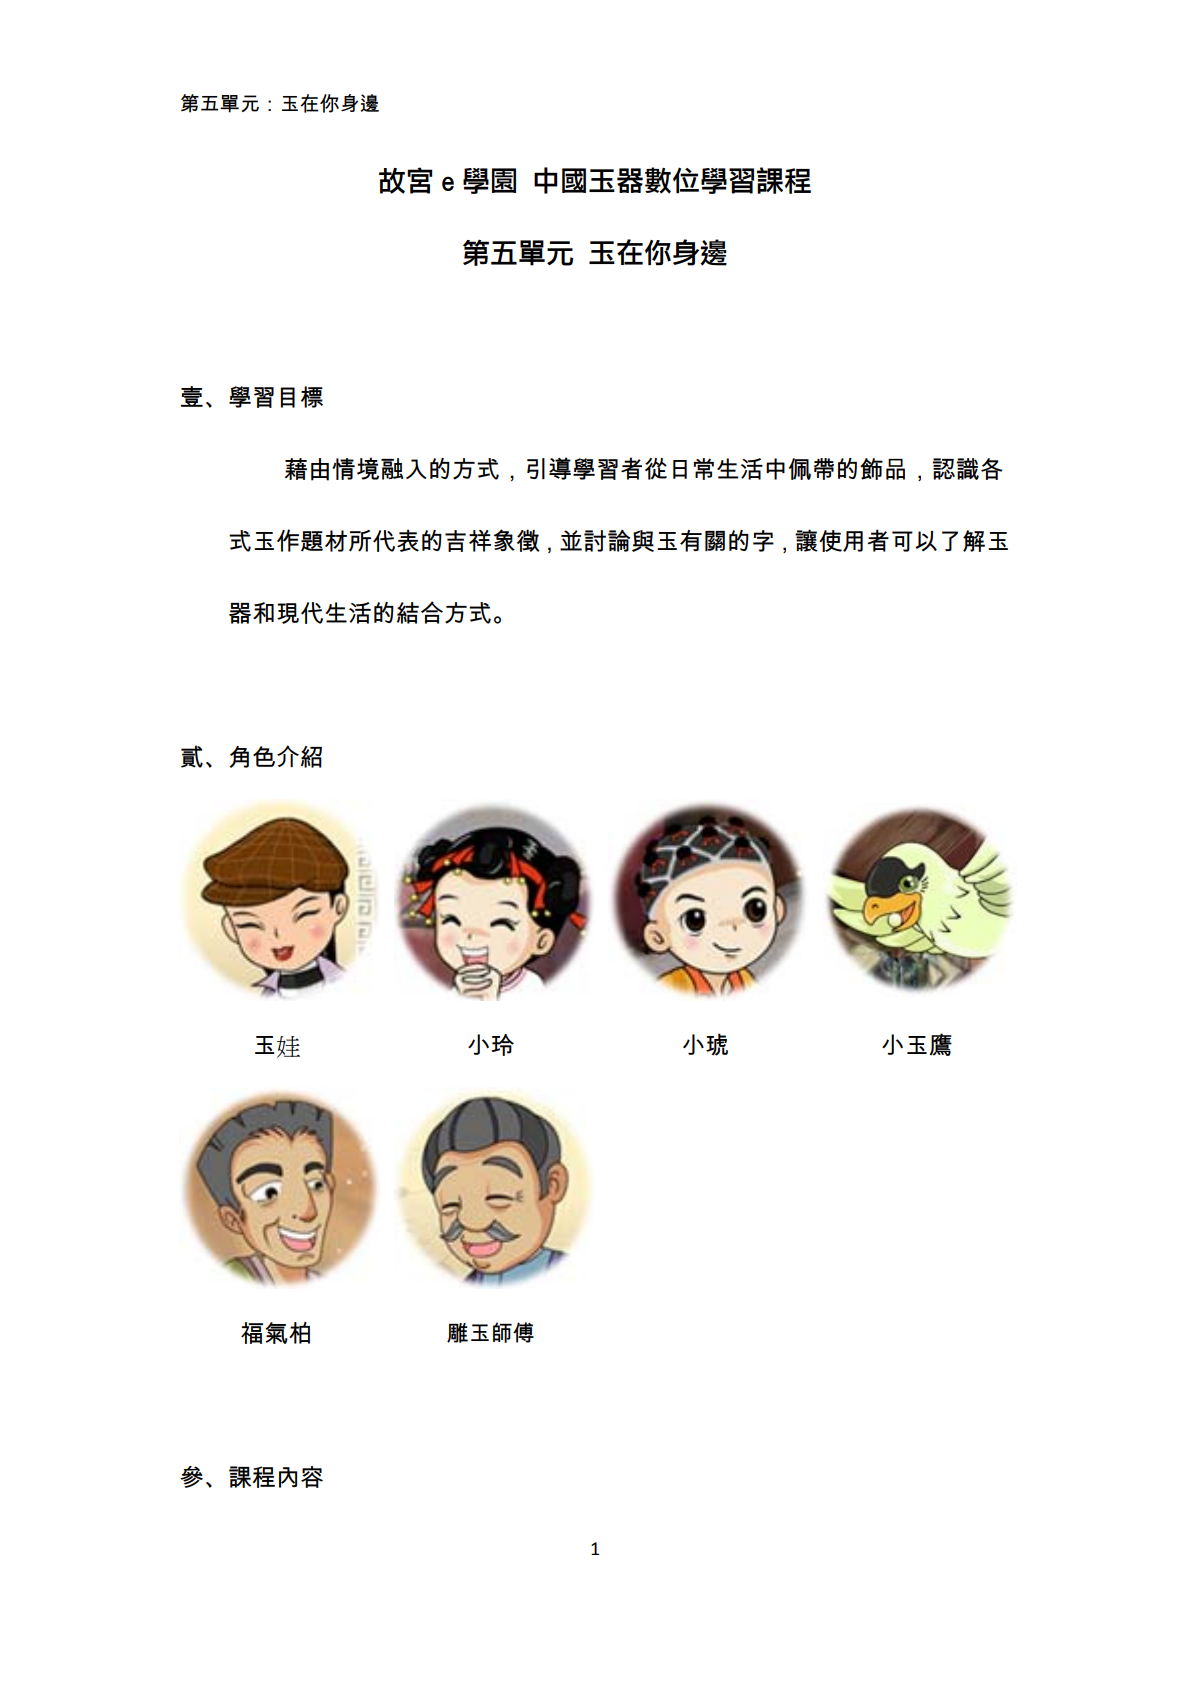 第五單元：玉在你身邊
故宮 e 學園 中國玉器數位學習課程
第五單元 玉在你身邊
壹、學習目標
藉由情境融入的方式，引導學習者從日常生活中佩帶的飾品，認識各
式玉作題材所代表的吉祥象徵，並討論與玉有關的字，讓使用者可以了解玉
器和現代生活的結合方式。
貳、角色介紹
玉娃 小玲 小琥 小玉鷹
福氣柏 雕玉師傅
參、課程內容
1